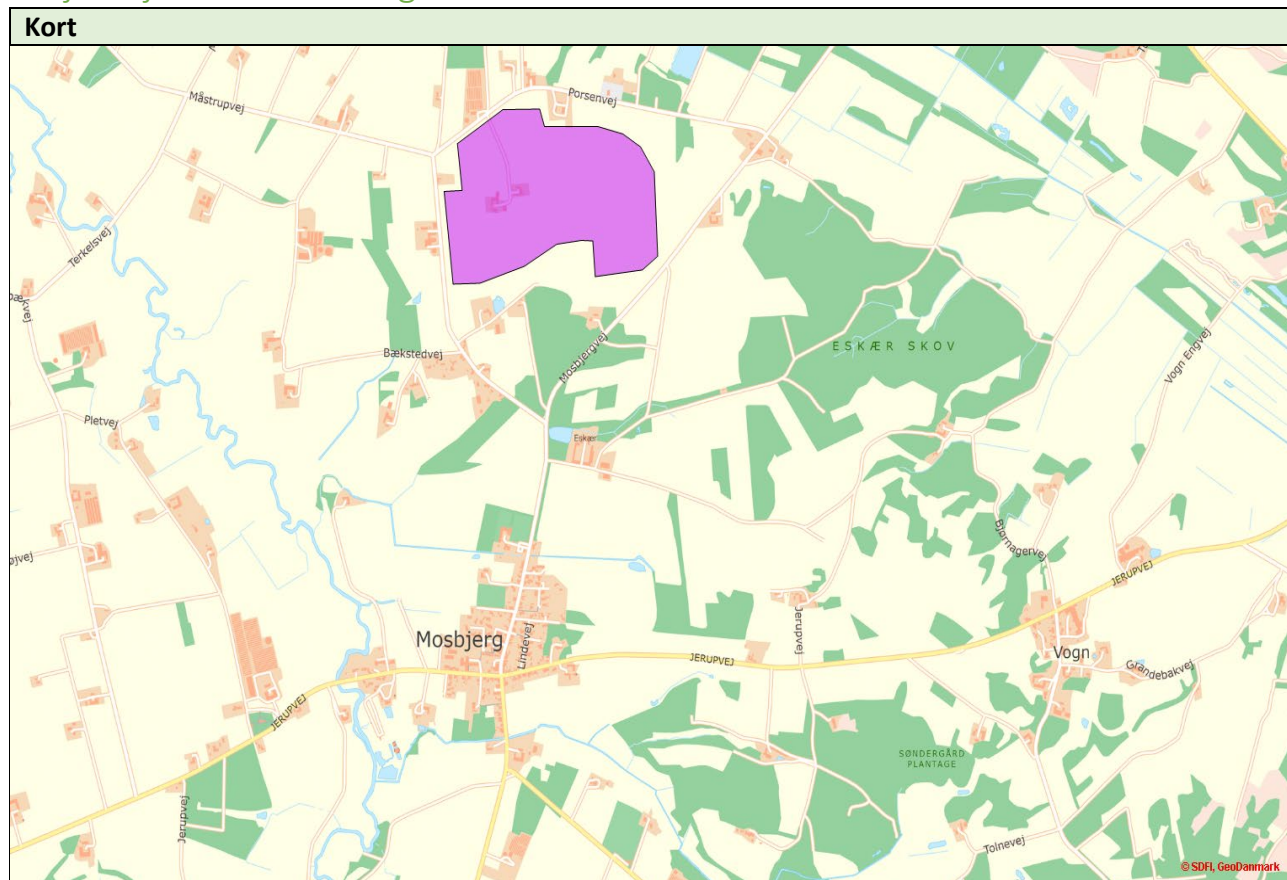 Kort
Måstrupvej
Porsenvej
Terkelsvej
Vogn Engvej
ESKÆR SKOV
Bækstedvej
Mosbjergvej
Pletvej
Eskær
Bjørnagervej
JERUPVEJ
Jerupvej
Lindevej
Mosbjerg
JERUPVEJ
Vogn
Grandebakvej
JERUPVEJ
SØNDERGÅRD
PLANTAGE
Jerupvej
Tolnevej
© SDFI, GeoDanmark